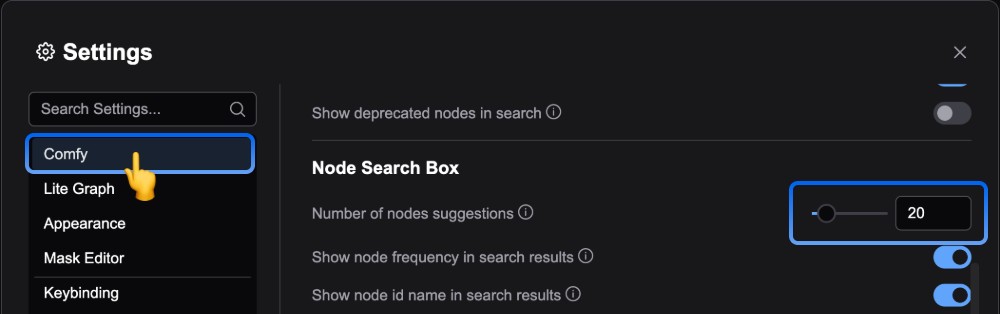 Settings
Search Settings...
Comfy
Lite Graph
Appearance
Mask Editor
Keybinding
Show deprecated nodes in search
Node Search Box
Number of nodes suggestions
20
Show node frequency in search results
Show node id name in search results